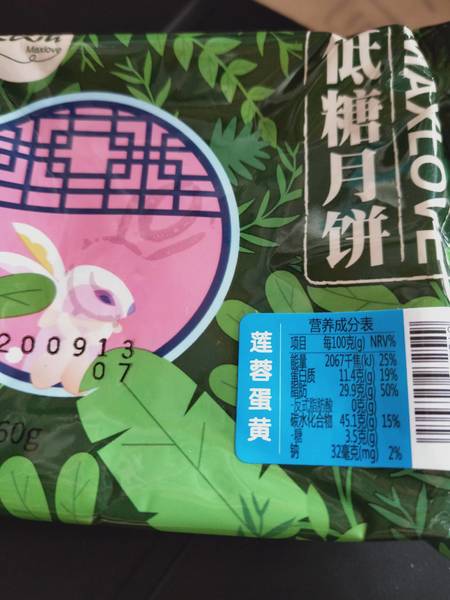 Maxlove
低糖月饼
MAXLOVE
200913
07
60g
莲蓉蛋黄
营养成分表
项目 每100克(g) NRV%
能量 2067千焦(kJ) 25%
蛋白质 11.4克(g) 19%
脂肪 29.9克(g) 50%
-反式脂肪酸 0克(g)
碳水化合物 45.1克(g) 15%
-糖 3.5克(g)
钠 32毫克(mg) 2%